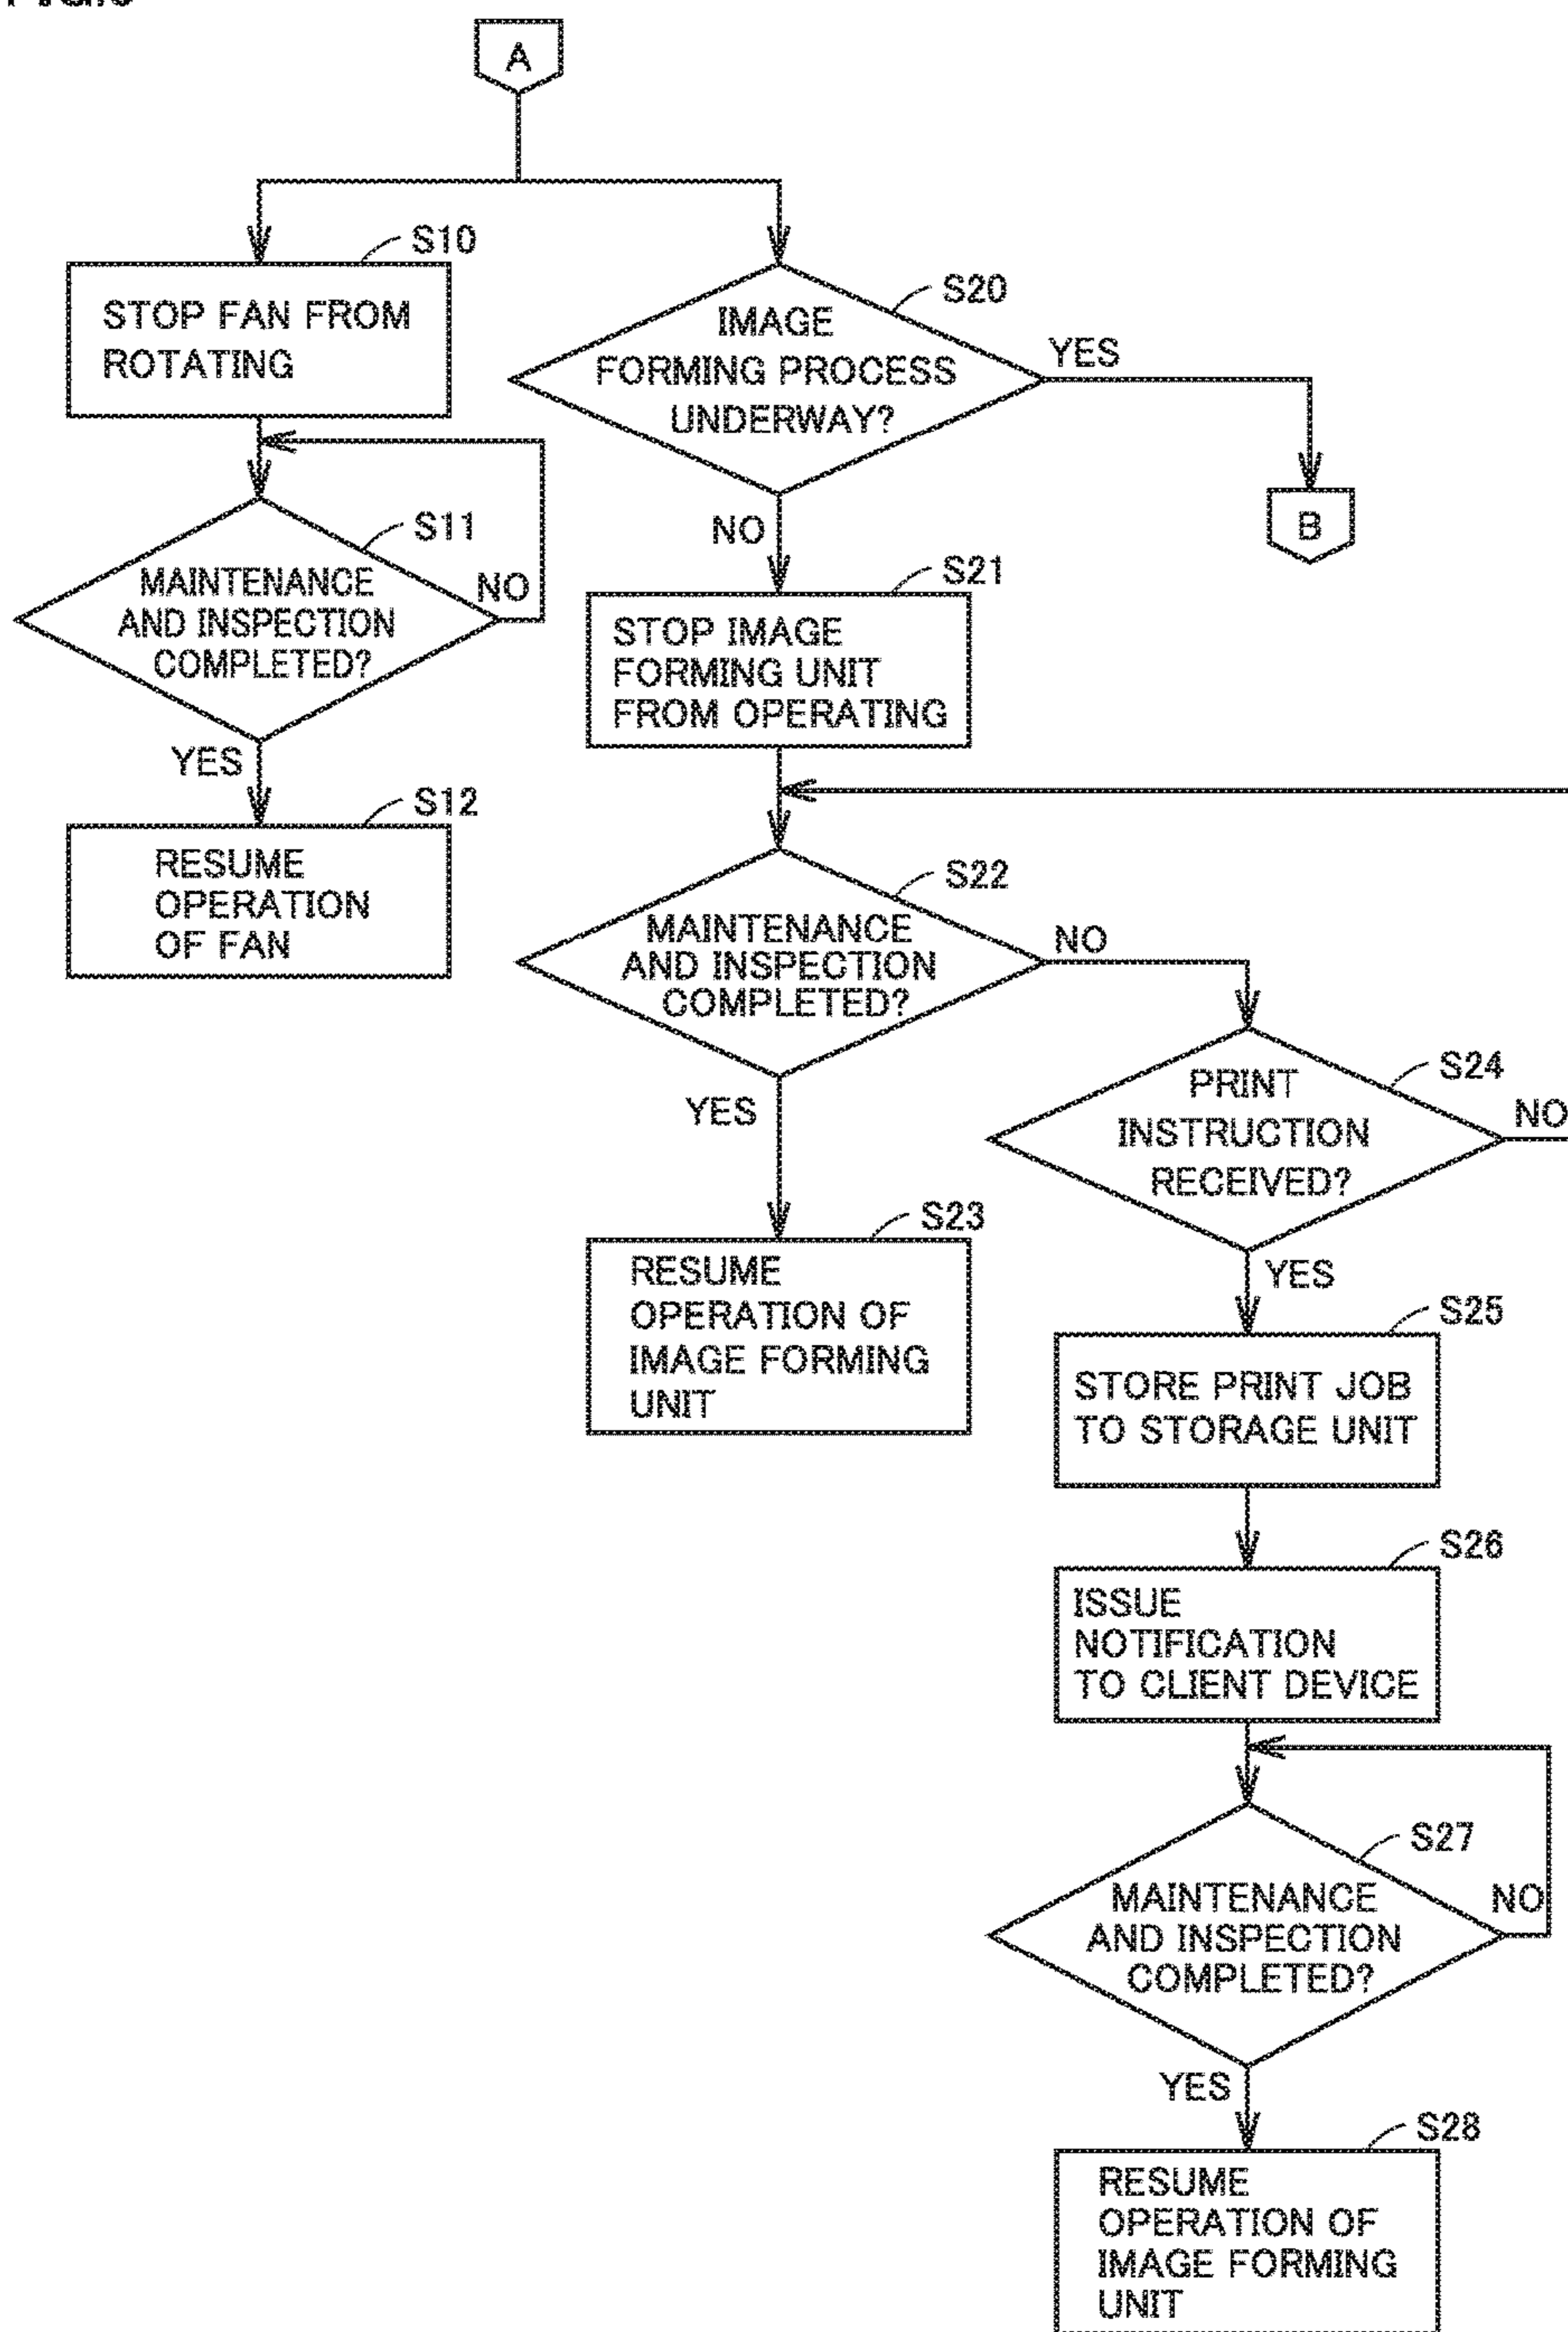 A
S10
STOP FAN FROM
ROTATING
S11
MAINTENANCE
AND INSPECTION
COMPLETED?
NO
YES
S12
RESUME
OPERATION
OF FAN
S20
IMAGE
FORMING PROCESS
UNDERWAY?
YES
B
NO
S21
STOP IMAGE
FORMING UNIT
FROM OPERATING
S22
MAINTENANCE
AND INSPECTION
COMPLETED?
NO
YES
S23
RESUME
OPERATION OF
IMAGE FORMING
UNIT
S24
PRINT
INSTRUCTION
RECEIVED?
NO
YES
S25
STORE PRINT JOB
TO STORAGE UNIT
S26
ISSUE
NOTIFICATION
TO CLIENT DEVICE
S27
MAINTENANCE
AND INSPECTION
COMPLETED?
NO
YES
S28
RESUME
OPERATION OF
IMAGE FORMING
UNIT